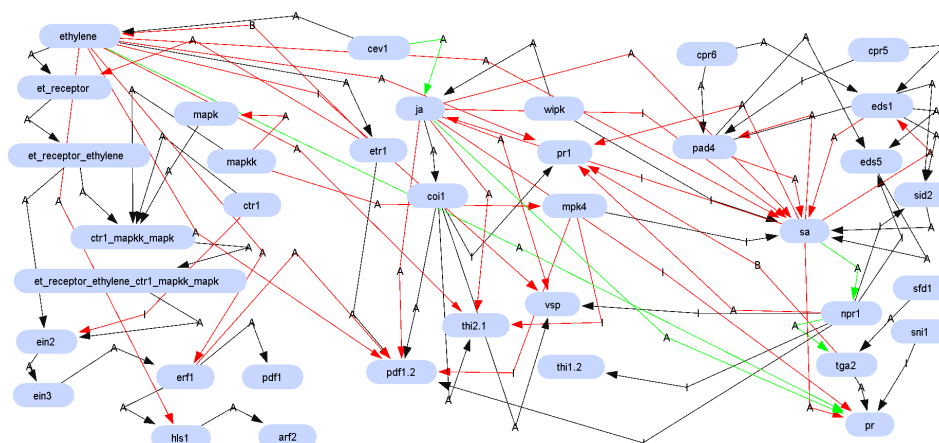 ethylene
cev1
cpr6
cpr5
et_receptor
mapk
ja
wipk
eds1
et_receptor_ethylene
mapkk
etr1
pr1
pad4
eds5
ctr1
coi1
mpk4
sid2
ctr1_mapkk_mapk
sa
et_receptor_ethylene_ctr1_mapkk_mapk
vsp
npr1
sfd1
ein2
thi2.1
sni1
ein3
erf1
pdf1
pdf1.2
thi1.2
tga2
hls1
arf2
pr